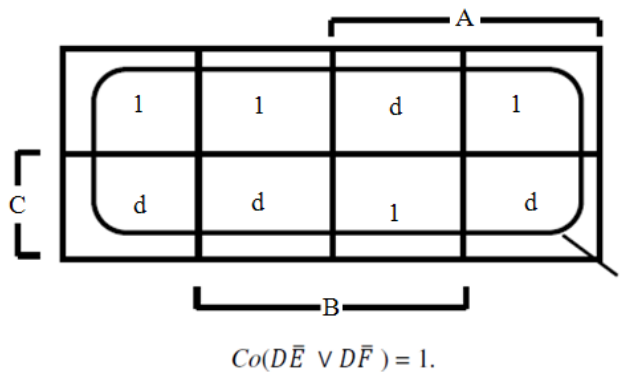 A
1 1 d 1
C
d d 1 d
B
Co(DĒ ∨ DF̄ ) = 1.